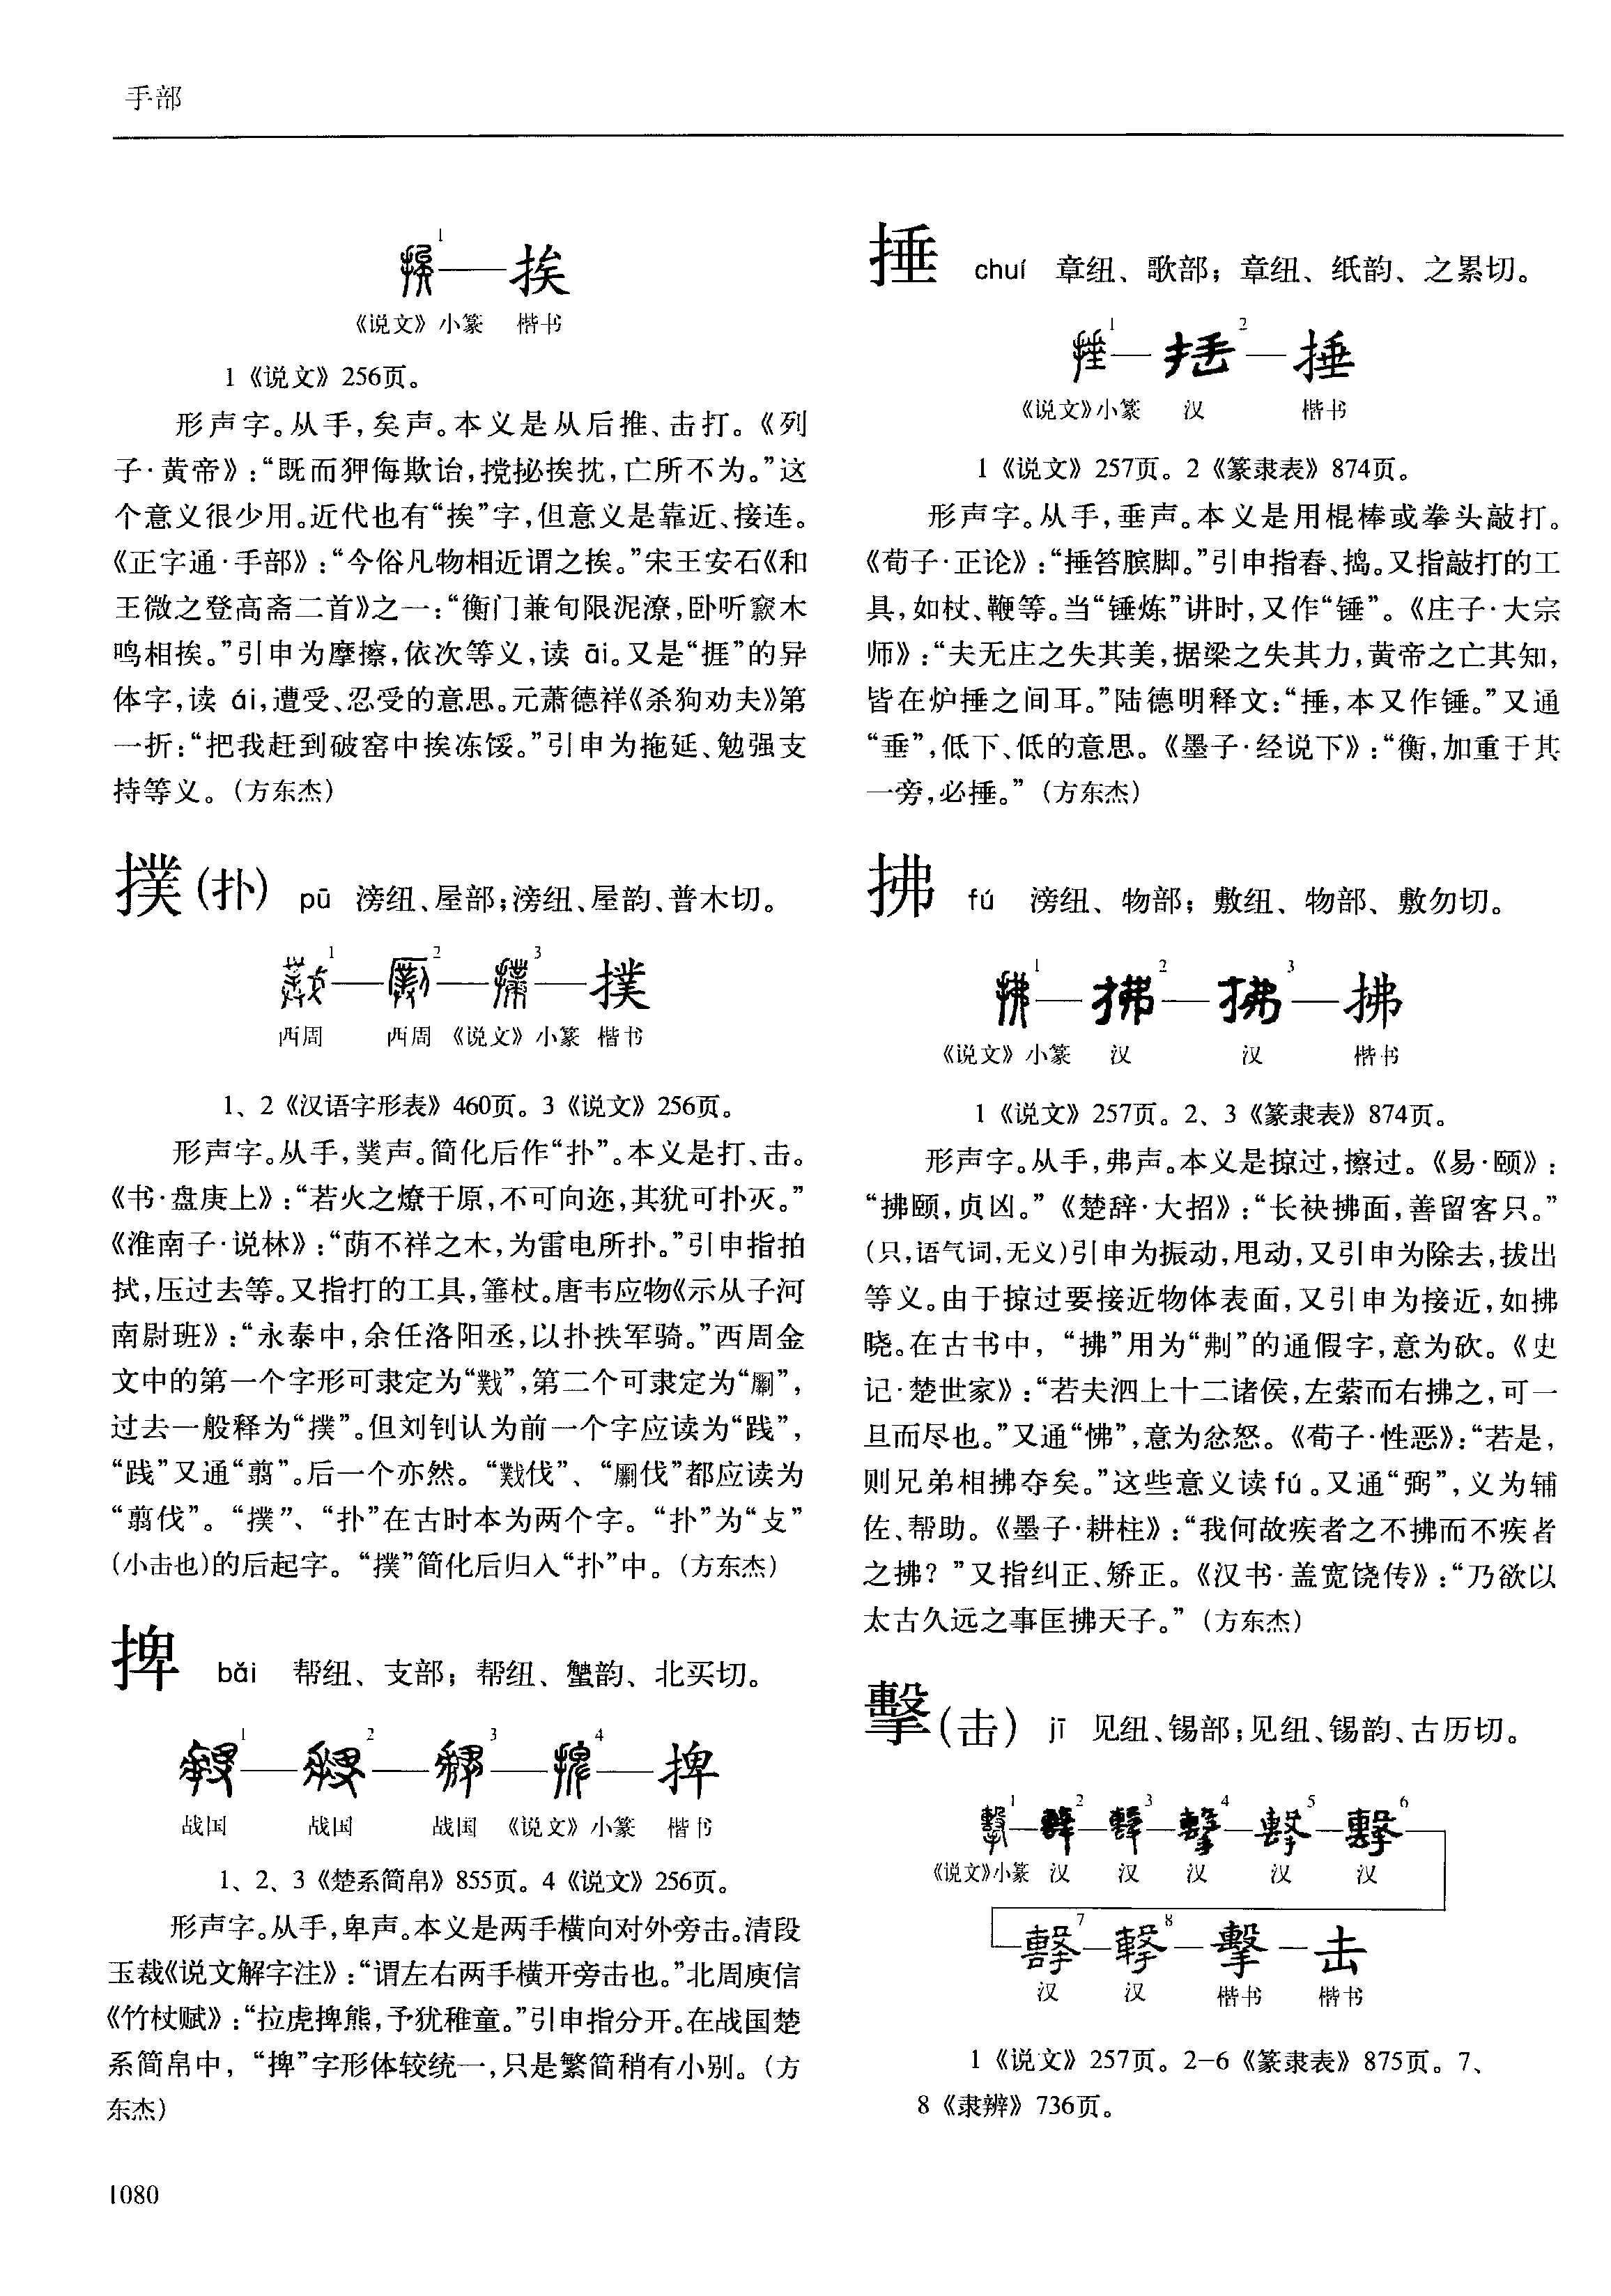 手部
1
挨
《说文》小篆 楷书
1《说文》256页。
形声字。从手，矣声。本义是从后推、击打。《列
子·黄帝》：“既而狎侮欺诒，㨪㧙挨抌，亡所不为。”这
个意义很少用。近代也有“挨”字，但意义是靠近、接连。
《正字通·手部》：“今俗凡物相近谓之挨。”宋王安石《和
王微之登高斋二首》之一：“衡门兼旬限泥潦，卧听窾木
鸣相挨。”引申为摩擦，依次等义，读 āi。又是“捱”的异
体字，读 ái，遭受、忍受的意思。元萧德祥《杀狗劝夫》第
一折：“把我赶到破窑中挨冻馁。”引申为拖延、勉强支
持等义。（方东杰）
撲（扑） pū 滂纽、屋部；滂纽、屋韵、普木切。
1 2 3
撲
西周 西周 《说文》小篆 楷书
1、2《汉语字形表》460页。3《说文》256页。
形声字。从手，菐声。简化后作“扑”。本义是打、击。
《书·盘庚上》：“若火之燎于原，不可向迩，其犹可扑灭。”
《淮南子·说林》：“荫不祥之木，为雷电所扑。”引申指拍
拭，压过去等。又指打的工具，箠杖。唐韦应物《示从子河
南尉班》：“永泰中，余任洛阳丞，以扑抶军骑。”西周金
文中的第一个字形可隶定为“”，第二个可隶定为“”，
过去一般释为“撲”。但刘钊认为前一个字应读为“践”，
“践”又通“翦”。后一个亦然。“伐”、“伐”都应读为
“翦伐”。“撲”、“扑”在古时本为两个字。“扑”为“攴”
（小击也）的后起字。“撲”简化后归入“扑”中。（方东杰）
捭 bǎi 帮纽、支部；帮纽、蟹韵、北买切。
1 2 3 4
捭
战国 战国 战国 《说文》小篆 楷书
1、2、3《楚系简帛》855页。4《说文》256页。
形声字。从手，卑声。本义是两手横向对外旁击。清段
玉裁《说文解字注》：“谓左右两手横开旁击也。”北周庾信
《竹杖赋》：“拉虎捭熊，予犹稚童。”引申指分开。在战国楚
系简帛中，“捭”字形体较统一，只是繁简稍有小别。（方
东杰）
1080
捶 chuí 章纽、歌部；章纽、纸韵、之累切。
1 2
捶
《说文》小篆 汉 楷书
1《说文》257页。2《篆隶表》874页。
形声字。从手，垂声。本义是用棍棒或拳头敲打。
《荀子·正论》：“捶笞膑脚。”引申指舂、捣。又指敲打的工
具，如杖、鞭等。当“锤炼”讲时，又作“锤”。《庄子·大宗
师》：“夫无庄之失其美，据梁之失其力，黄帝之亡其知，
皆在炉捶之间耳。”陆德明释文：“捶，本又作锤。”又通
“垂”，低下、低的意思。《墨子·经说下》：“衡，加重于其
一旁，必捶。”（方东杰）
拂 fú 滂纽、物部；敷纽、物部、敷勿切。
1 2 3
拂
《说文》小篆 汉 汉 楷书
1《说文》257页。2、3《篆隶表》874页。
形声字。从手，弗声。本义是掠过，擦过。《易·颐》：
“拂颐，贞凶。”《楚辞·大招》：“长袂拂面，善留客只。”
（只，语气词，无义）引申为振动，甩动，又引申为除去，拔出
等义。由于掠过要接近物体表面，又引申为接近，如拂
晓。在古书中，“拂”用为“刜”的通假字，意为砍。《史
记·楚世家》：“若夫泗上十二诸侯，左萦而右拂之，可一
旦而尽也。”又通“怫”，意为忿怒。《荀子·性恶》：“若是，
则兄弟相拂夺矣。”这些意义读fú。又通“弼”，义为辅
佐、帮助。《墨子·耕柱》：“我何故疾者之不拂而不疾者
之拂？”又指纠正、矫正。《汉书·盖宽饶传》：“乃欲以
太古久远之事匡拂天子。”（方东杰）
擊（击） jī 见纽、锡部；见纽、锡韵、古历切。
1 2 3 4 5 6
《说文》小篆 汉 汉 汉 汉 汉
7 8
擊 击
汉 汉 楷书 楷书
1《说文》257页。2-6《篆隶表》875页。7、
8《隶辨》736页。